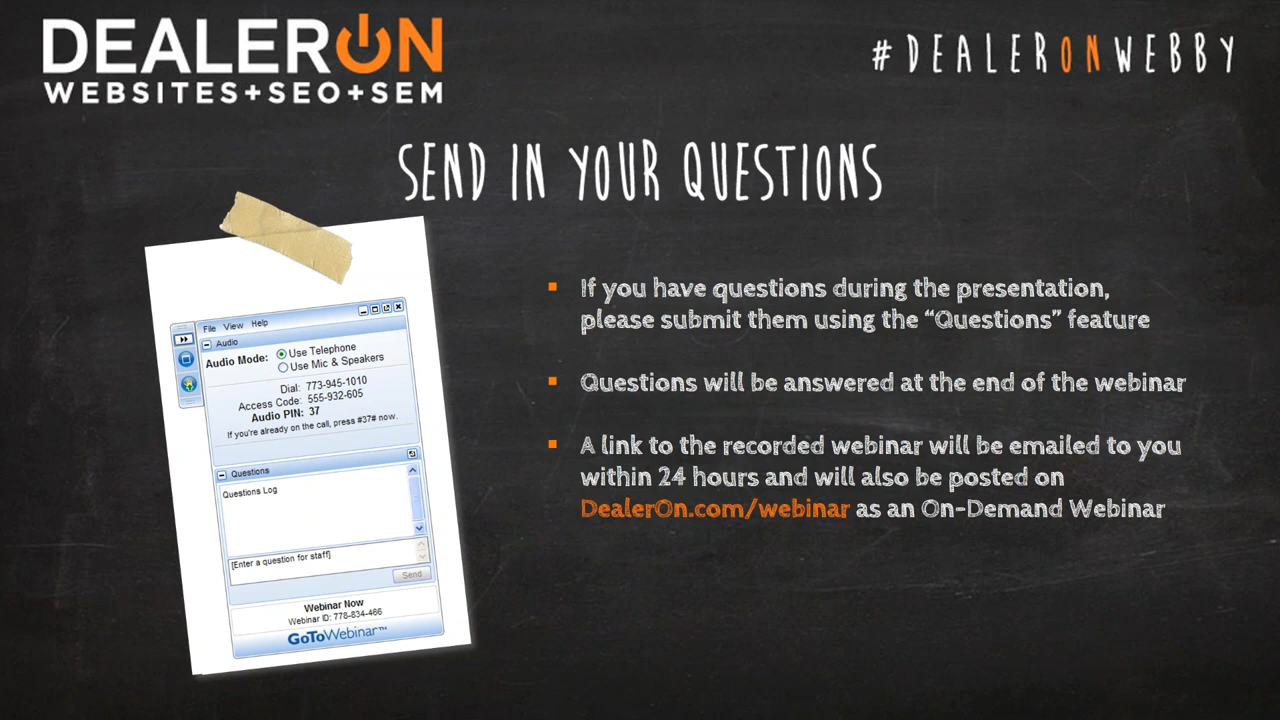 DEALERON
WEBSITES+SEO+SEM
#DEALERONWEBBY
SEND IN YOUR QUESTIONS
File View Help
Audio
Audio Mode: Use Telephone
Use Mic & Speakers
Dial: 773-945-1010
Access Code: 555-932-605
Audio PIN: 37
If you're already on the call, press #37# now.
Questions
Questions Log
[Enter a question for staff]
Send
Webinar Now
Webinar ID: 778-834-466
GoToWebinar™
If you have questions during the presentation,
please submit them using the “Questions” feature
Questions will be answered at the end of the webinar
A link to the recorded webinar will be emailed to you
within 24 hours and will also be posted on
DealerOn.com/webinar as an On-Demand Webinar